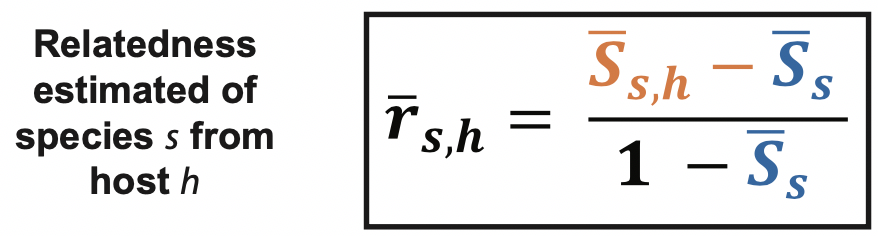 Relatedness
estimated of
species s from
host h
r̅ₛ,ₕ = (S̅ₛ,ₕ − S̅ₛ) / (1 − S̅ₛ)